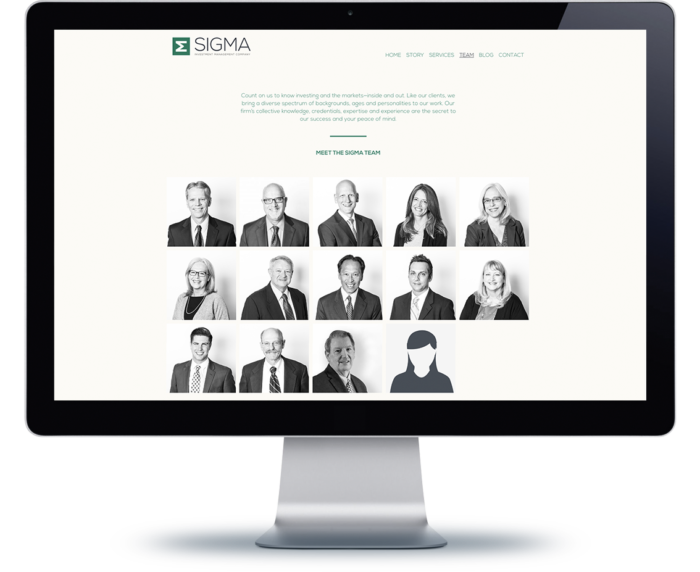 SIGMA
INVESTMENT MANAGEMENT COMPANY
HOME STORY SERVICES TEAM BLOG CONTACT
Count on us to know investing and the markets—inside and out. Like our clients, we
bring a diverse spectrum of backgrounds, ages and personalities to our work. Our
firm's collective knowledge, credentials, expertise and experience are the secret to
our success and your peace of mind.
MEET THE SIGMA TEAM